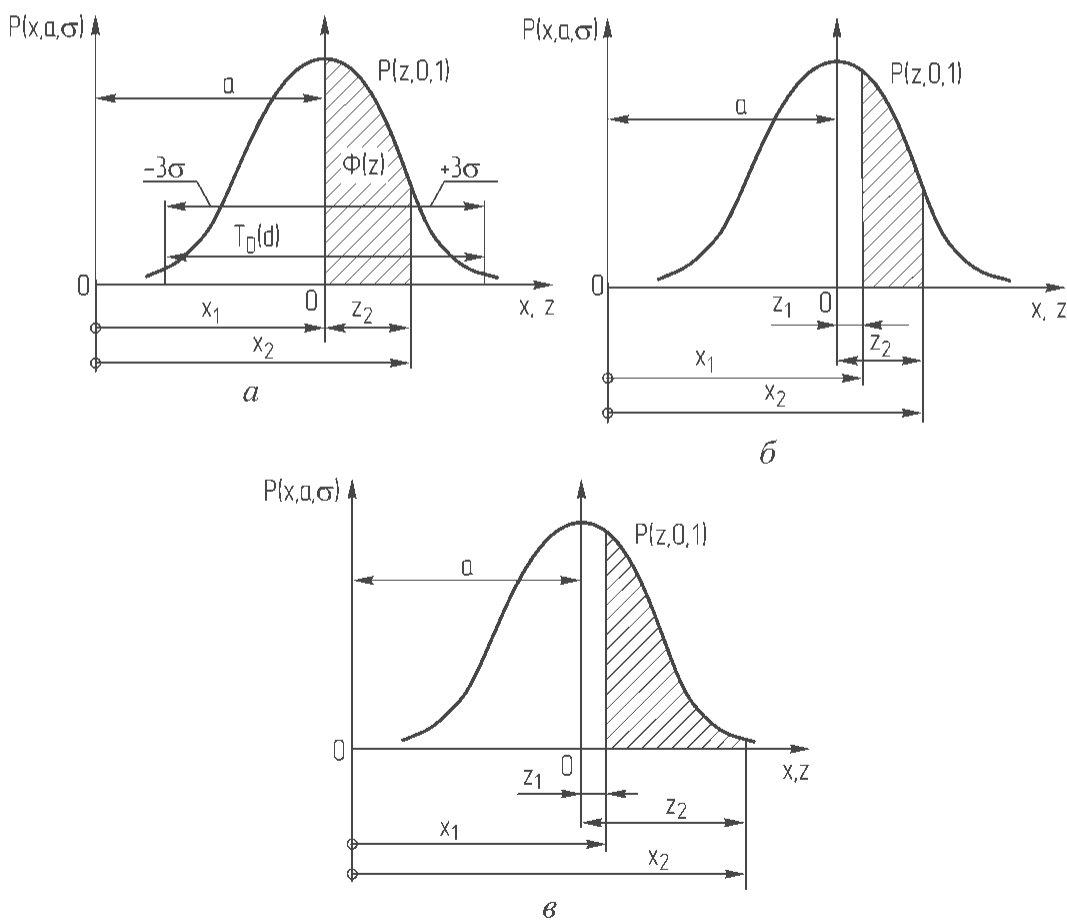 P(x,a,σ)
P(z,0,1)
a
Φ(z)
−3σ
+3σ
T_D(d)
0
0
x, z
x₁
z₂
x₂
а
P(x,a,σ)
P(z,0,1)
a
0
0
x, z
z₁
z₂
x₁
x₂
б
P(x,a,σ)
P(z,0,1)
a
0
0
x,z
z₁
z₂
x₁
x₂
в